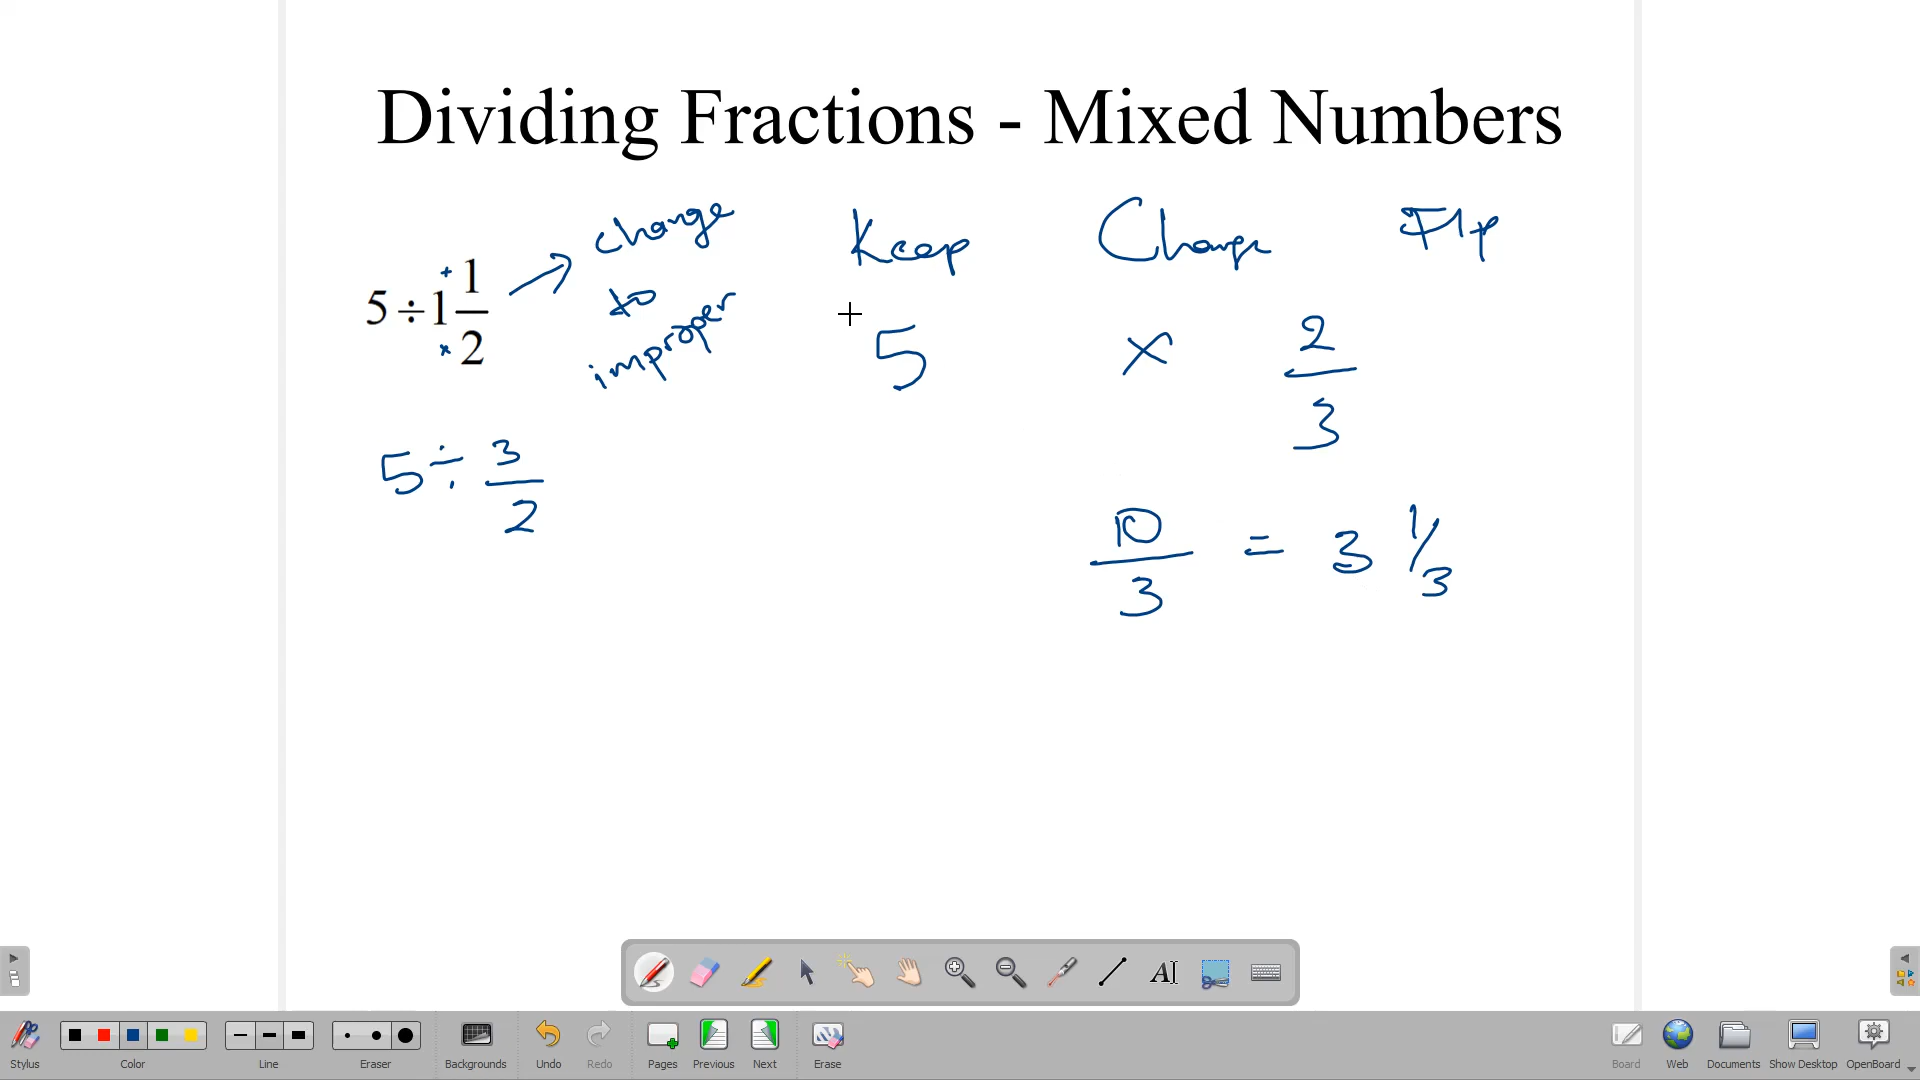 Dividing Fractions - Mixed Numbers
5 ÷ 1 1/2
+
×
change
to
improper
Keep Change Flip
5 × 2/3
5 ÷ 3/2
10/3 = 3 1/3
AI
Stylus Color Line Eraser Backgrounds Undo Redo Pages Previous Next Erase Board Web Documents Show Desktop OpenBoard